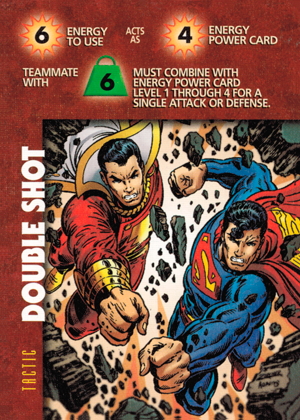 6 ENERGY TO USE ACTS AS 4 ENERGY POWER CARD
TEAMMATE WITH 6 MUST COMBINE WITH
ENERGY POWER CARD
LEVEL 1 THROUGH 4 FOR A
SINGLE ATTACK OR DEFENSE.
TACTIC
DOUBLE SHOT